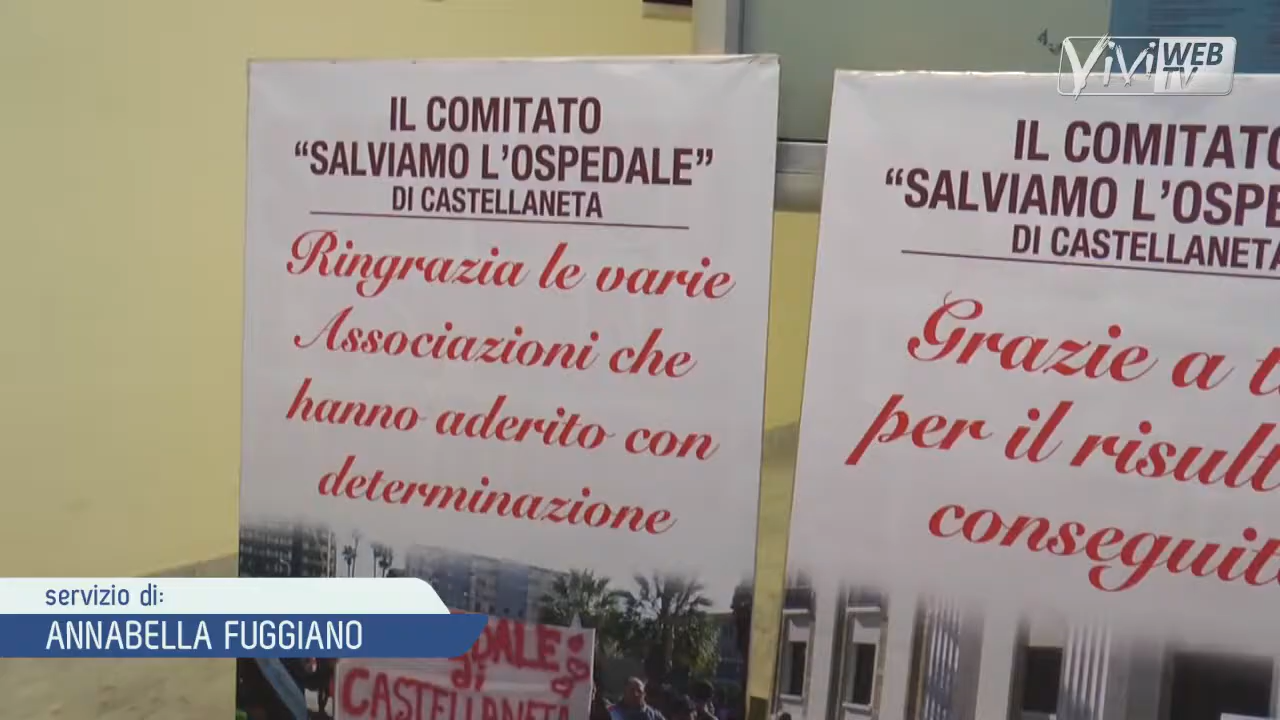 ViVi WEB TV
IL COMITATO
“SALVIAMO L’OSPEDALE”
DI CASTELLANETA
Ringrazia le varie
Associazioni che
hanno aderito con
determinazione
DALE
di
CASTELLANETA
IL COMITATO
“SALVIAMO L’OSPE
DI CASTELLANETA
Grazie a t
per il risult
conseguit
servizio di:
ANNABELLA FUGGIANO